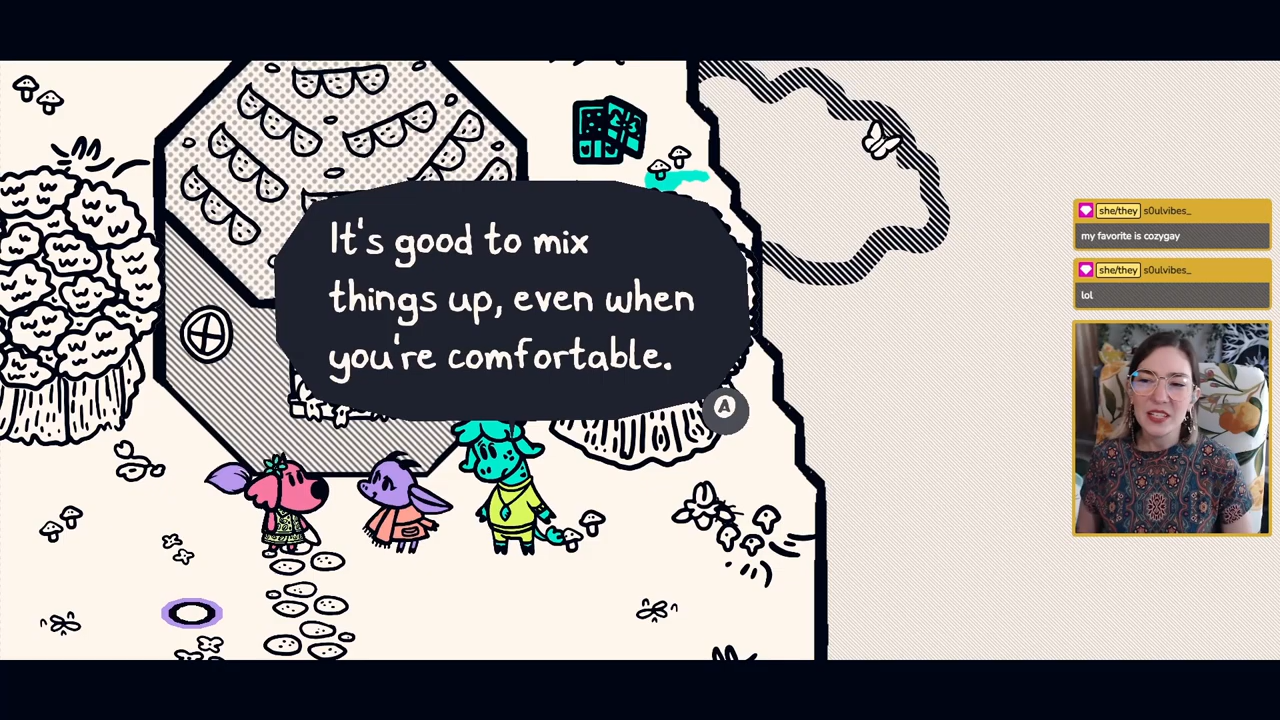 It's good to mix
things up, even when
you're comfortable.
A
she/they s0ulvibes_
my favorite is cozygay
she/they s0ulvibes_
lol